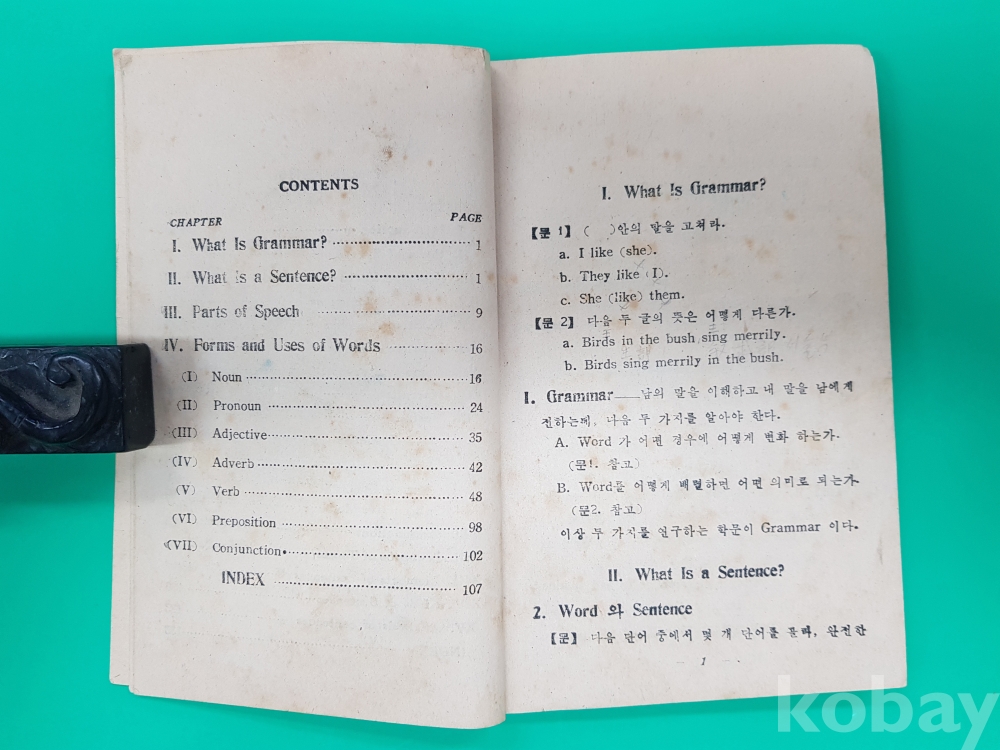 CONTENTS
CHAPTER PAGE
I. What Is Grammar? 1
II. What is a Sentence? 1
III. Parts of Speech 9
IV. Forms and Uses of Words 16
(I) Noun 16
(II) Pronoun 24
(III) Adjective 35
(IV) Adverb 42
(V) Verb 48
(VI) Preposition 98
(VII) Conjunction 102
INDEX 107
I. What Is Grammar?
【문 1】 ( )안의 말을 고쳐라.
a. I like (she).
b. They like (I).
c. She (like) them.
【문 2】 다음 두 글의 뜻은 어떻게 다른가.
a. Birds in the bush sing merrily.
b. Birds sing merrily in the bush.
1. Grammar——남의 말을 이해하고 내 말을 남에게
전하는데, 다음 두 가지를 알아야 한다.
A. Word 가 어떤 경우에 어떻게 변화 하는가.
(문1. 참고)
B. Word를 어떻게 배열하면 어떤 의미로 되는가.
(문2. 참고)
이상 두 가지를 연구하는 학문이 Grammar 이다.
II. What Is a Sentence?
2. Word 와 Sentence
【문】 다음 단어 중에서 몇 개 단어를 골라, 완전한
— 1 —
kobay